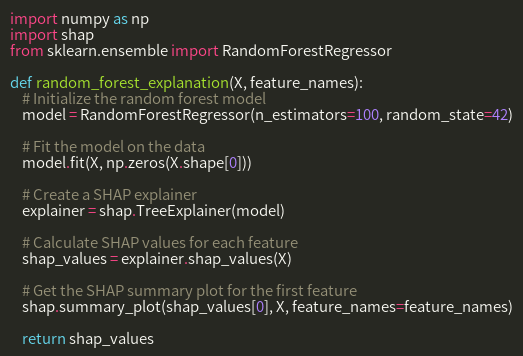 import numpy as np
import shap
from sklearn.ensemble import RandomForestRegressor

def random_forest_explanation(X, feature_names):
    # Initialize the random forest model
    model = RandomForestRegressor(n_estimators=100, random_state=42)

    # Fit the model on the data
    model.fit(X, np.zeros(X.shape[0]))

    # Create a SHAP explainer
    explainer = shap.TreeExplainer(model)

    # Calculate SHAP values for each feature
    shap_values = explainer.shap_values(X)

    # Get the SHAP summary plot for the first feature
    shap.summary_plot(shap_values[0], X, feature_names=feature_names)

    return shap_values